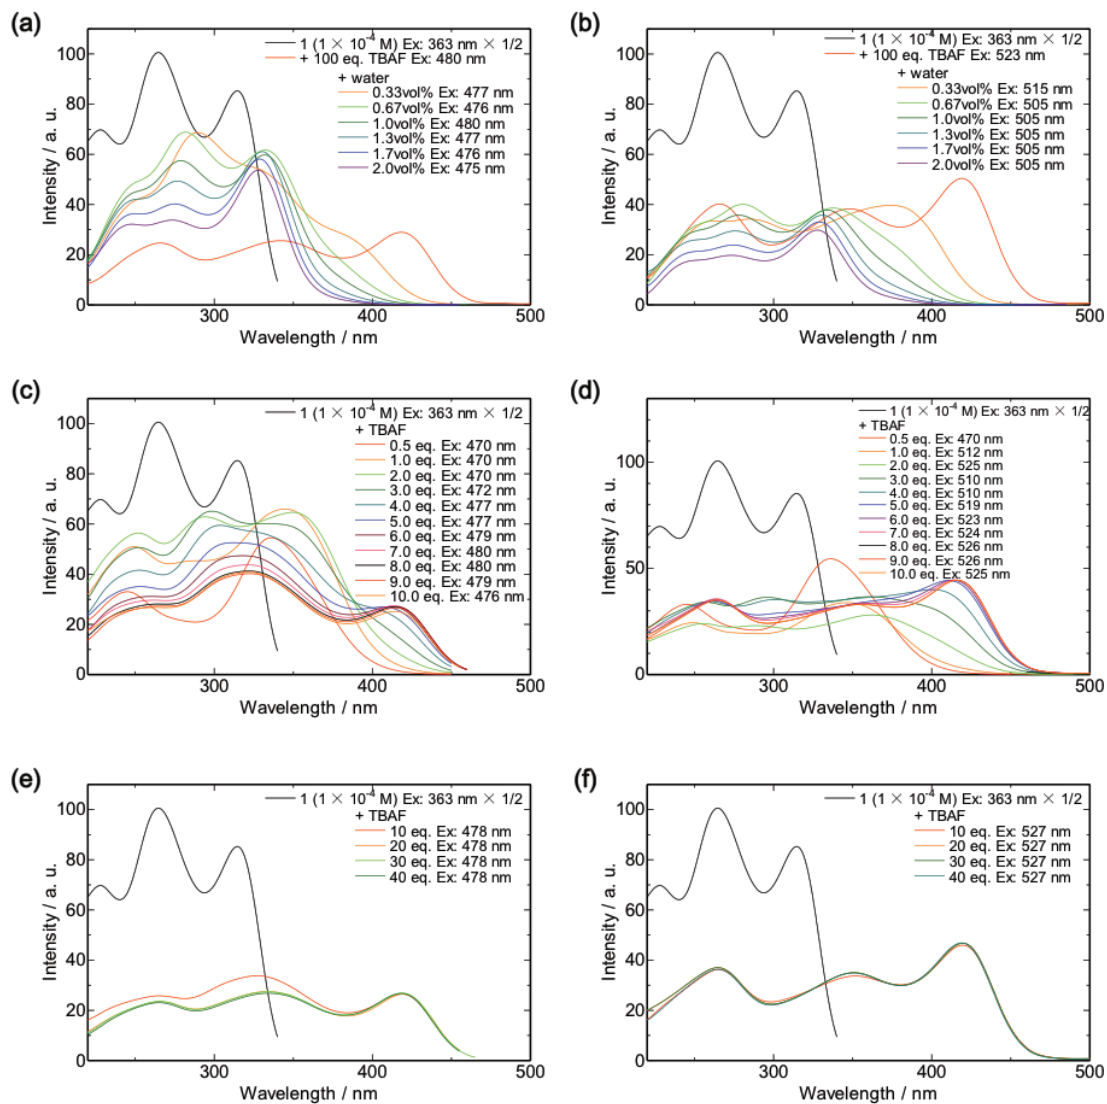 (a)
1 (1 × 10⁻⁴ M) Ex: 363 nm × 1/2
+ 100 eq. TBAF Ex: 480 nm
+ water
0.33vol% Ex: 477 nm
0.67vol% Ex: 476 nm
1.0vol% Ex: 480 nm
1.3vol% Ex: 477 nm
1.7vol% Ex: 476 nm
2.0vol% Ex: 475 nm
Intensity / a. u.
100
80
60
40
20
0
300
400
500
Wavelength / nm
(b)
1 (1 × 10⁻⁴ M) Ex: 363 nm × 1/2
+ 100 eq. TBAF Ex: 523 nm
+ water
0.33vol% Ex: 515 nm
0.67vol% Ex: 505 nm
1.0vol% Ex: 505 nm
1.3vol% Ex: 505 nm
1.7vol% Ex: 505 nm
2.0vol% Ex: 505 nm
Intensity / a. u.
100
80
60
40
20
0
300
400
500
Wavelength / nm
(c)
1 (1 × 10⁻⁴ M) Ex: 363 nm × 1/2
+ TBAF
0.5 eq. Ex: 470 nm
1.0 eq. Ex: 470 nm
2.0 eq. Ex: 470 nm
3.0 eq. Ex: 472 nm
4.0 eq. Ex: 477 nm
5.0 eq. Ex: 477 nm
6.0 eq. Ex: 479 nm
7.0 eq. Ex: 480 nm
8.0 eq. Ex: 480 nm
9.0 eq. Ex: 479 nm
10.0 eq. Ex: 476 nm
Intensity / a. u.
100
80
60
40
20
0
300
400
500
Wavelength / nm
(d)
1 (1 × 10⁻⁴ M) Ex: 363 nm × 1/2
+ TBAF
0.5 eq. Ex: 470 nm
1.0 eq. Ex: 512 nm
2.0 eq. Ex: 525 nm
3.0 eq. Ex: 510 nm
4.0 eq. Ex: 510 nm
5.0 eq. Ex: 519 nm
6.0 eq. Ex: 523 nm
7.0 eq. Ex: 524 nm
8.0 eq. Ex: 526 nm
9.0 eq. Ex: 526 nm
10.0 eq. Ex: 525 nm
Intensity / a. u.
100
50
0
300
400
500
Wavelength / nm
(e)
1 (1 × 10⁻⁴ M) Ex: 363 nm × 1/2
+ TBAF
10 eq. Ex: 478 nm
20 eq. Ex: 478 nm
30 eq. Ex: 478 nm
40 eq. Ex: 478 nm
Intensity / a. u.
100
80
60
40
20
0
300
400
500
Wavelength / nm
(f)
1 (1 × 10⁻⁴ M) Ex: 363 nm × 1/2
+ TBAF
10 eq. Ex: 527 nm
20 eq. Ex: 527 nm
30 eq. Ex: 527 nm
40 eq. Ex: 527 nm
Intensity / a. u.
100
80
60
40
20
0
300
400
500
Wavelength / nm